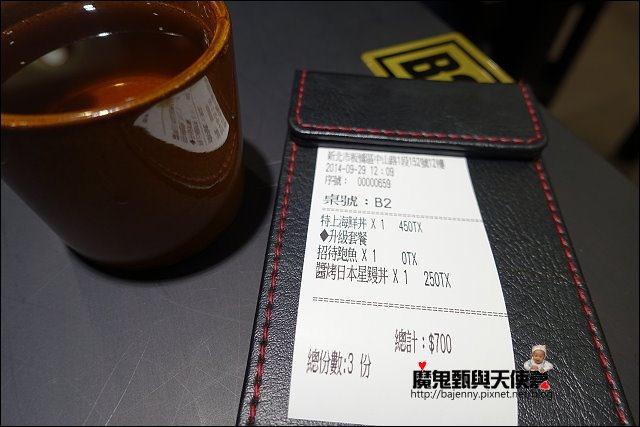 新北市板橋區中山路1段152號12樓
2014-09-29 12:09
序號: 00000659
桌號:B2
特上海鮮丼 X 1 450TX
◆升級套餐
招待鮑魚 X 1 0TX
醬烤日本星鰻丼 X 1 250TX
總計:$700
總份數:3 份
魔鬼甄與天使嘉
http://bajenny.pixnet.net/blog